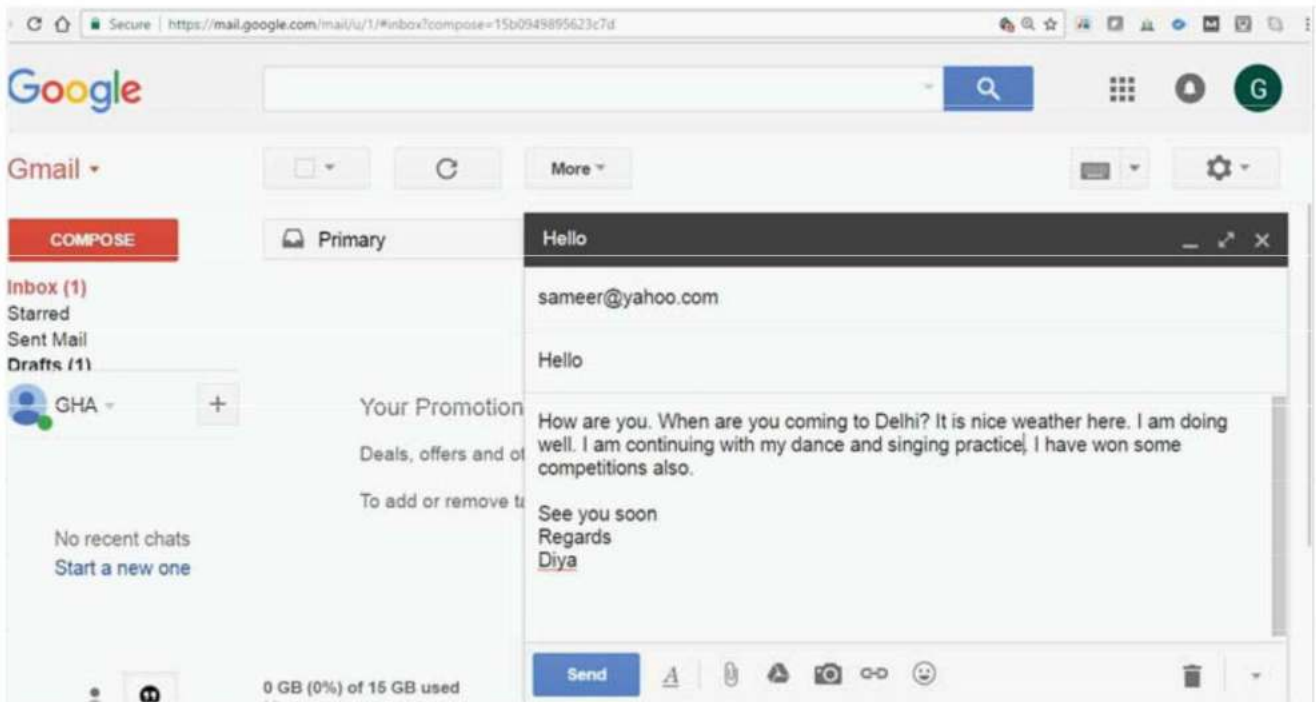 Secure https://mail.google.com/mail/u/1/#inbox?compose=15b0949895623c7d
Google
G
Gmail
More
COMPOSE
Primary
Hello
Inbox (1)
Starred
Sent Mail
Drafts (1)
sameer@yahoo.com
Hello
GHA
+
Your Promotion
Deals, offers and ot
To add or remove ta
How are you. When are you coming to Delhi? It is nice weather here. I am doing
well. I am continuing with my dance and singing practice, I have won some
competitions also.
See you soon
Regards
Diya
No recent chats
Start a new one
Send
0 GB (0%) of 15 GB used